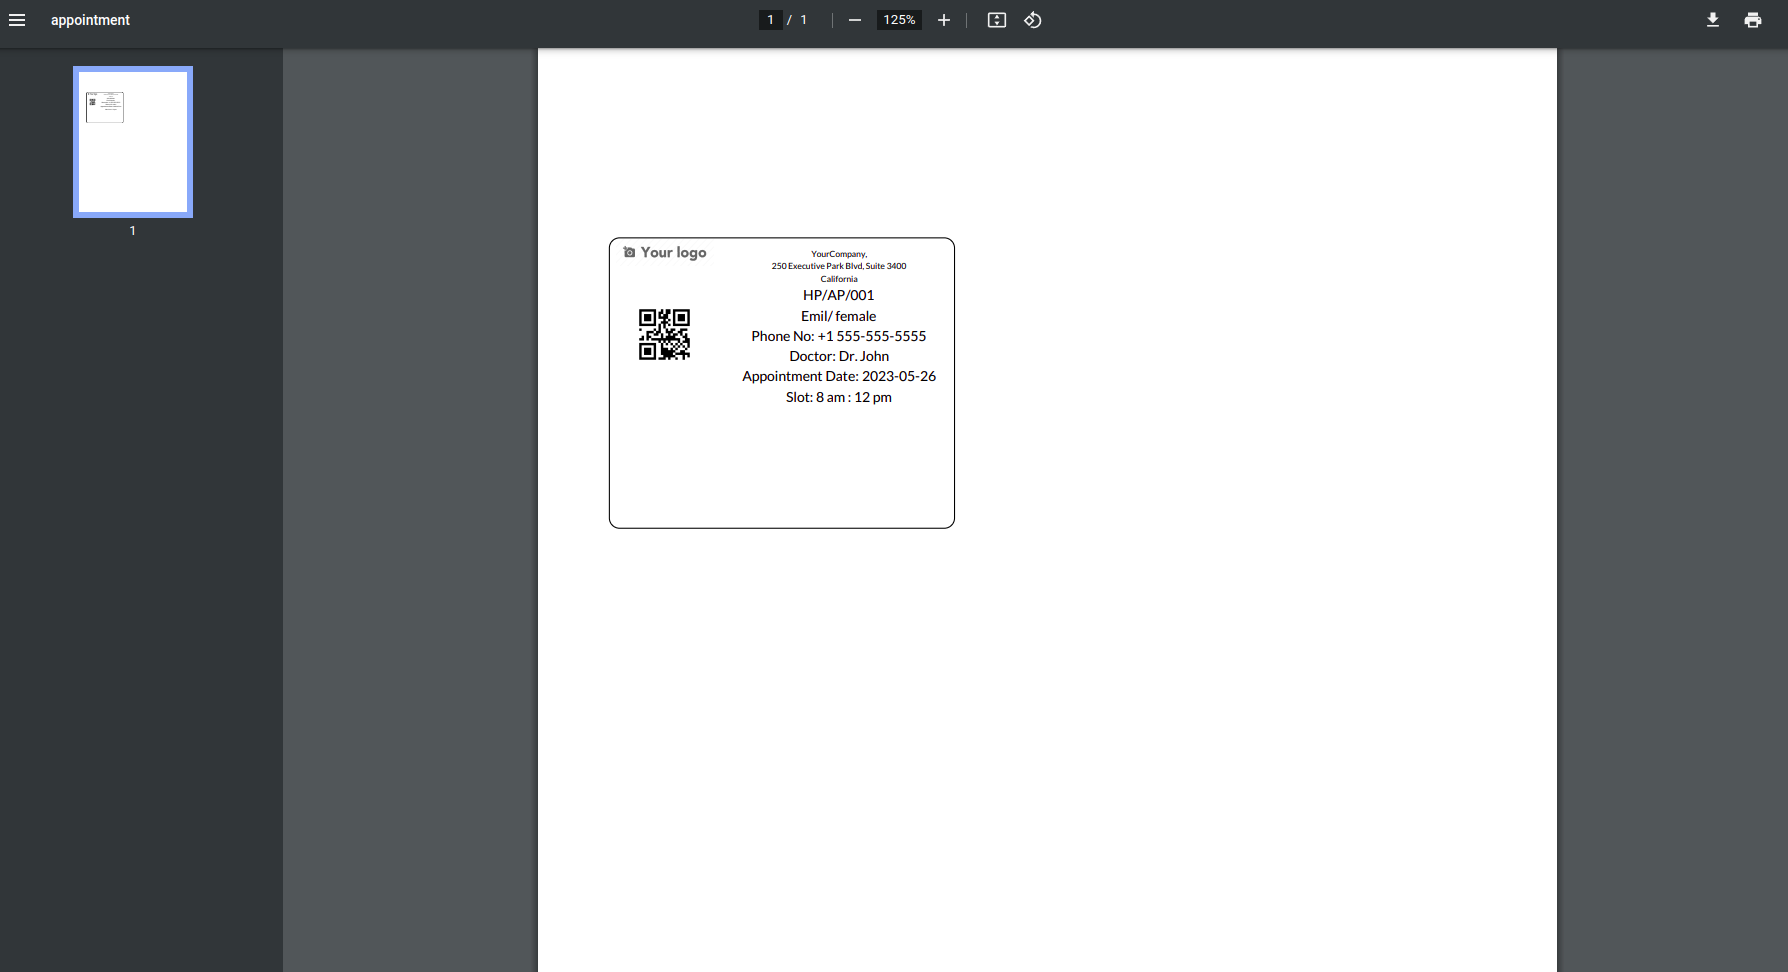 appointment
1 / 1
125%
1
Your logo
YourCompany,
250 Executive Park Blvd, Suite 3400
California
HP/AP/001
Emil/ female
Phone No: +1 555-555-5555
Doctor: Dr. John
Appointment Date: 2023-05-26
Slot: 8 am : 12 pm